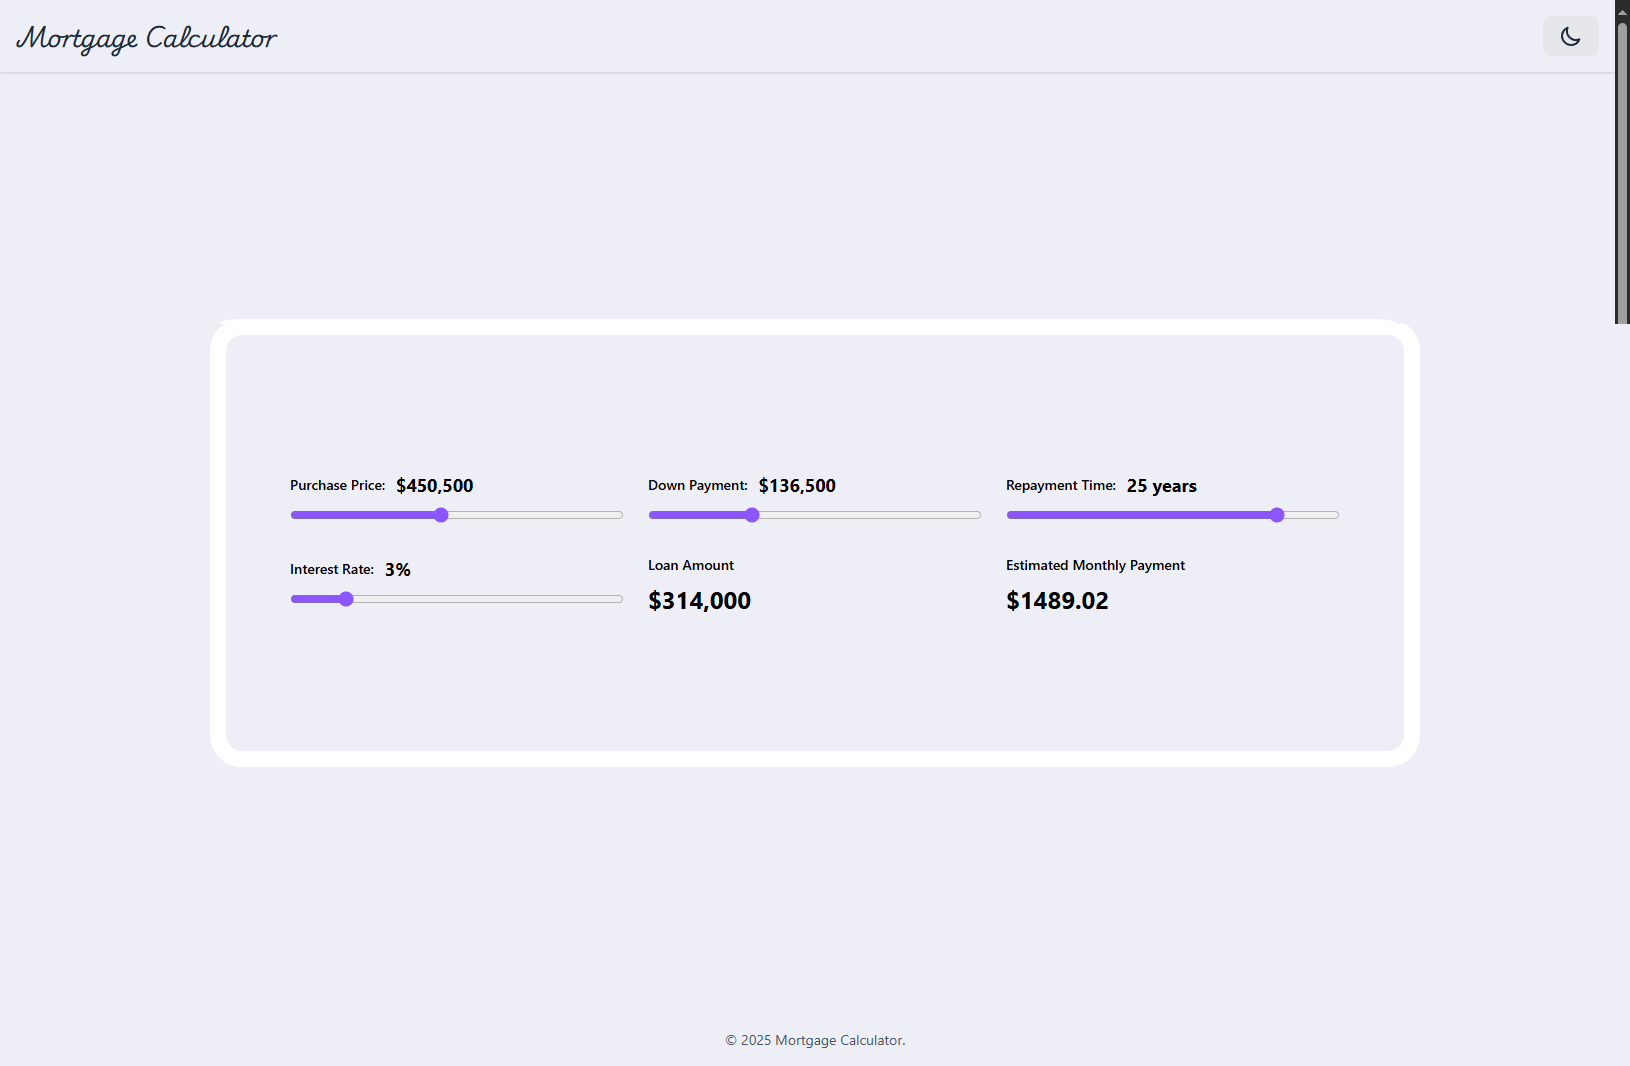 Mortgage Calculator
Purchase Price: $450,500
Down Payment: $136,500
Repayment Time: 25 years
Interest Rate: 3%
Loan Amount
$314,000
Estimated Monthly Payment
$1489.02
© 2025 Mortgage Calculator.